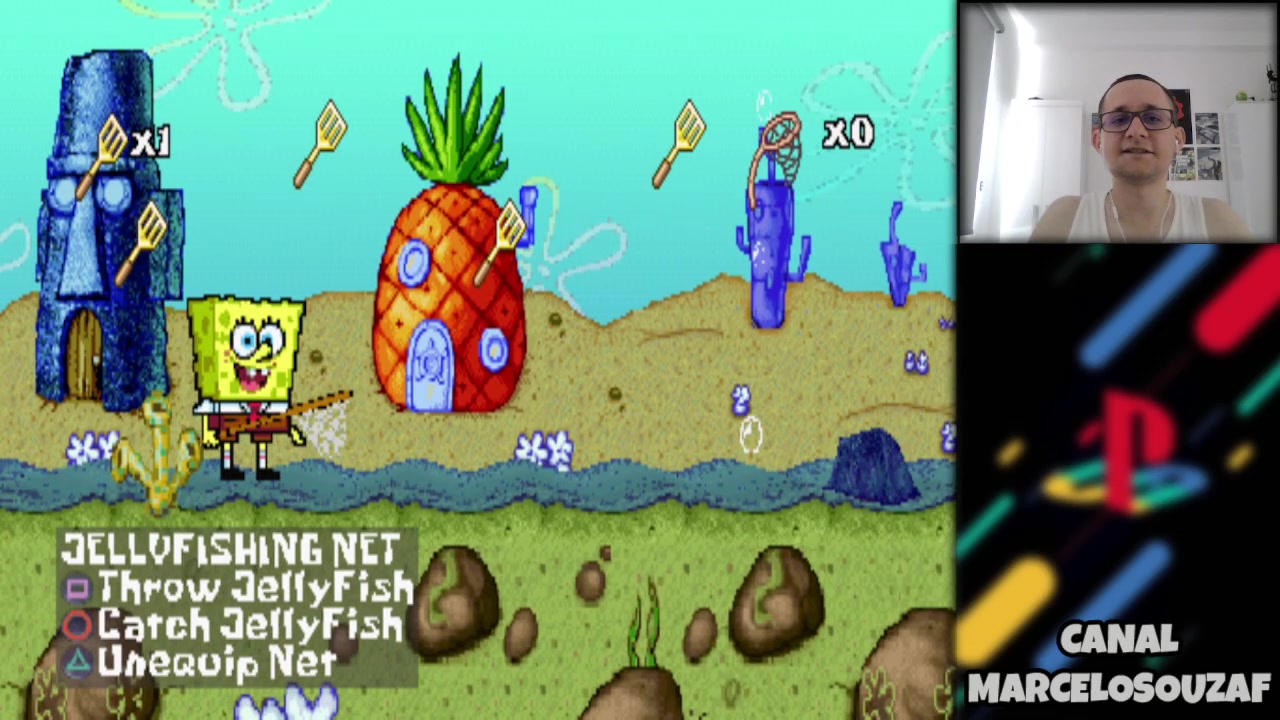 x1
x0
JELLYFISHING NET
Throw JellyFish
Catch JellyFish
Unequip Net
CANAL
MARCELOSOUZAF